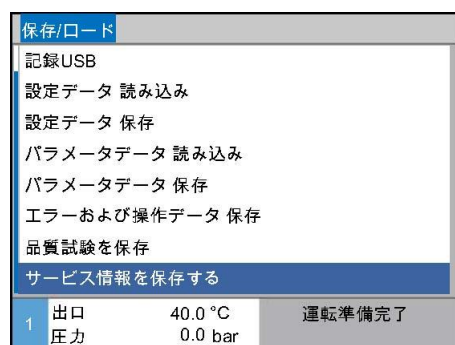 保存/ロード
記録USB
設定データ 読み込み
設定データ 保存
パラメータデータ 読み込み
パラメータデータ 保存
エラーおよび操作データ 保存
品質試験を保存
サービス情報を保存する
1 出口 40.0 °C 運転準備完了
圧力 0.0 bar